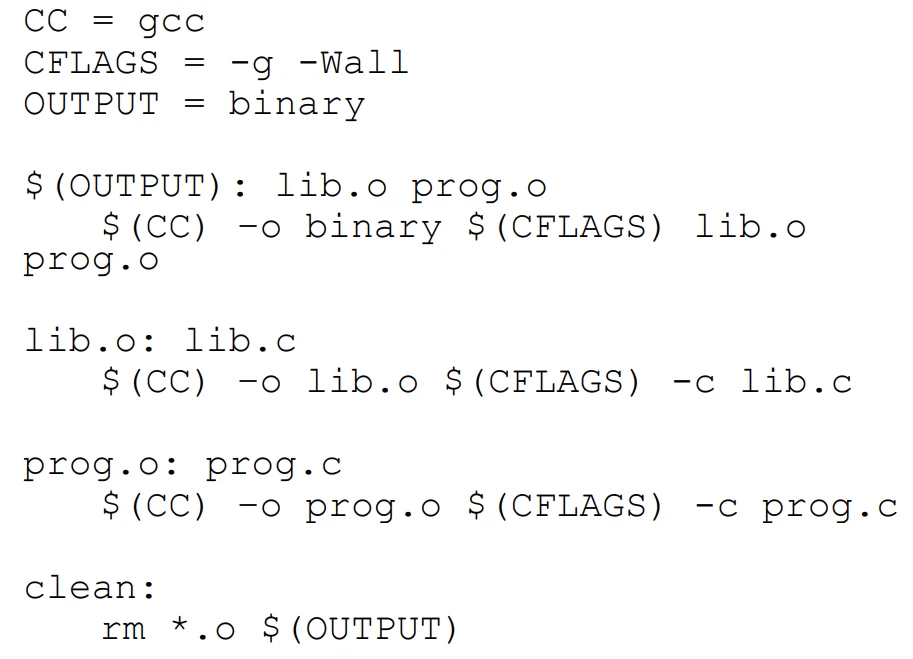 CC = gcc
CFLAGS = -g -Wall
OUTPUT = binary

$(OUTPUT): lib.o prog.o
    $(CC) –o binary $(CFLAGS) lib.o
prog.o

lib.o: lib.c
    $(CC) –o lib.o $(CFLAGS) -c lib.c

prog.o: prog.c
    $(CC) –o prog.o $(CFLAGS) -c prog.c

clean:
    rm *.o $(OUTPUT)